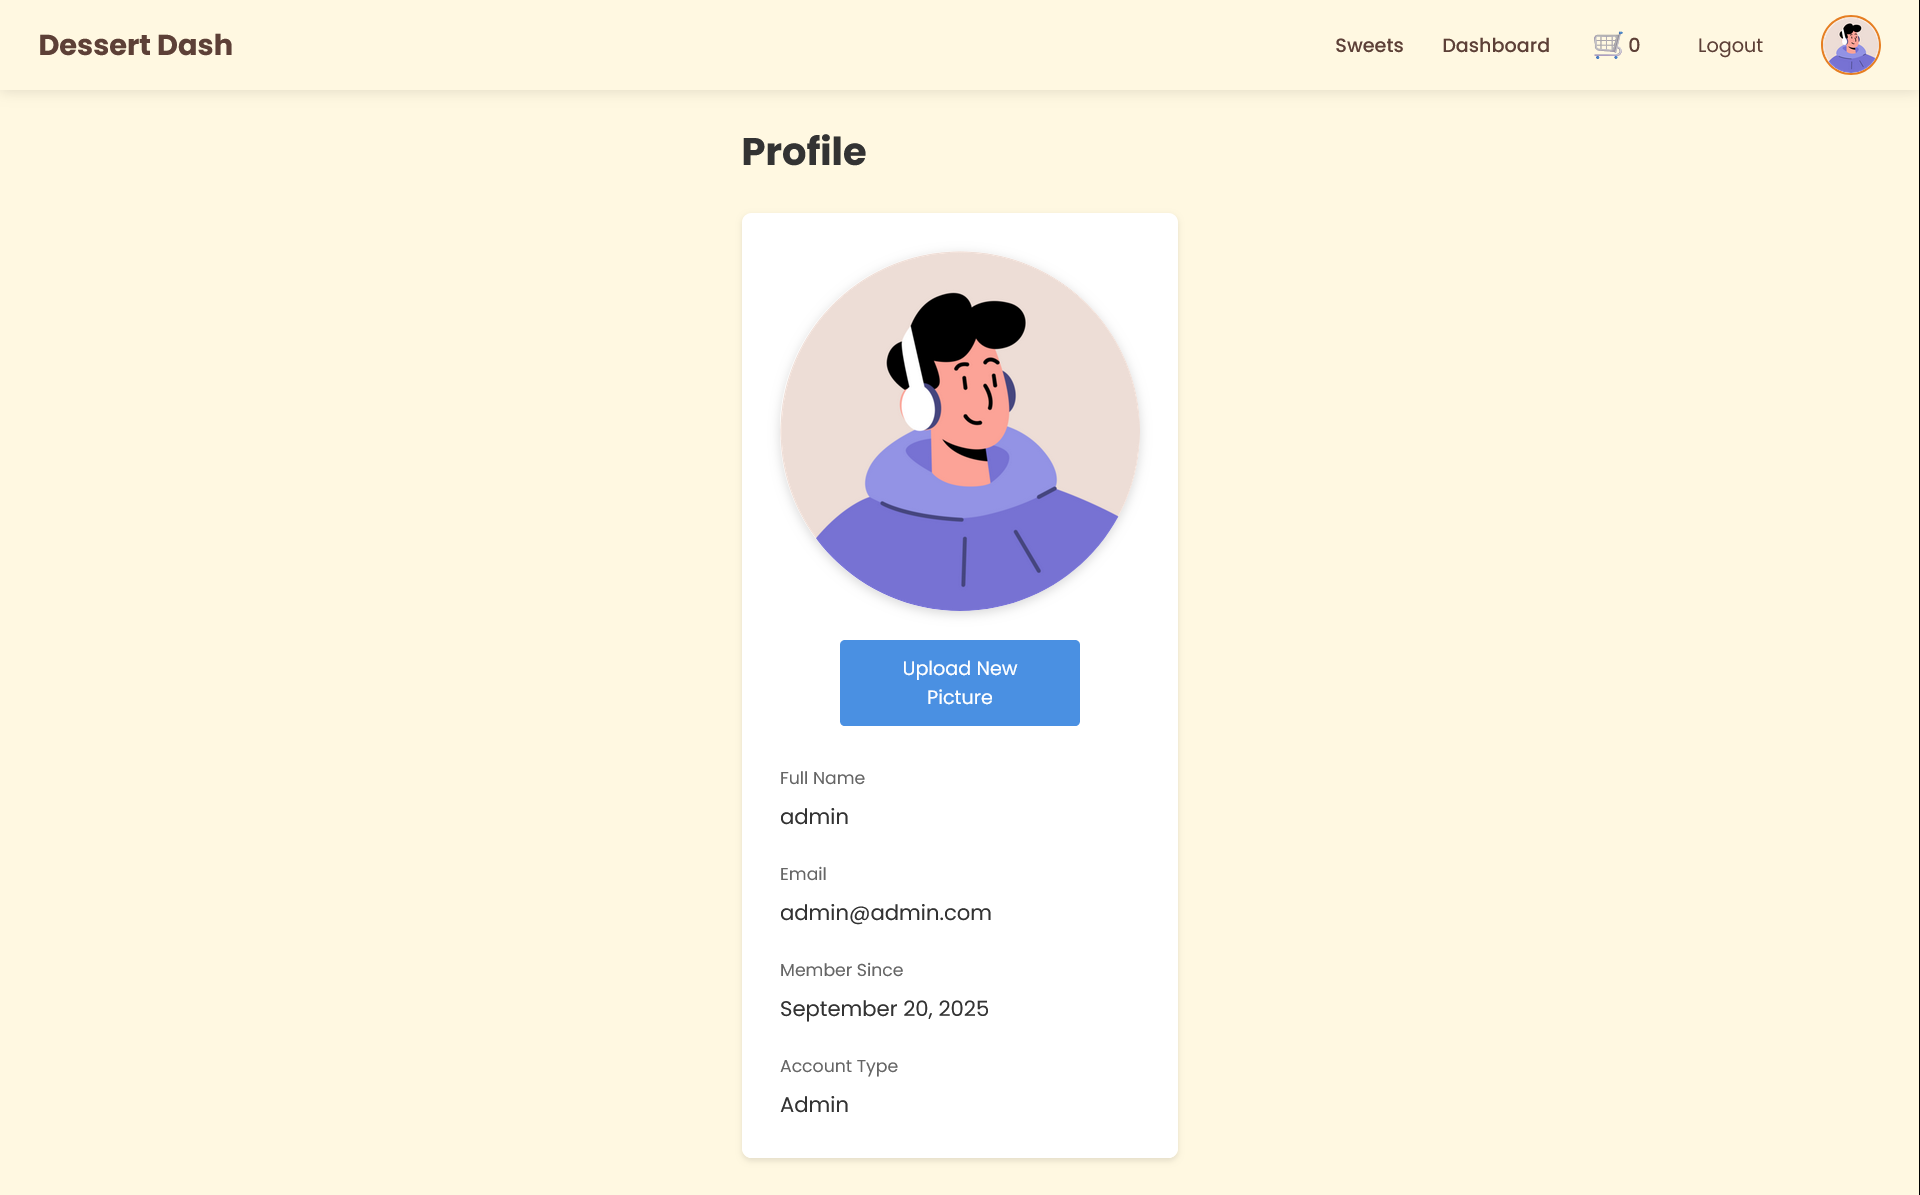 Dessert Dash
Sweets
Dashboard
0
Logout
Profile
Upload New
Picture
Full Name
admin
Email
admin@admin.com
Member Since
September 20, 2025
Account Type
Admin